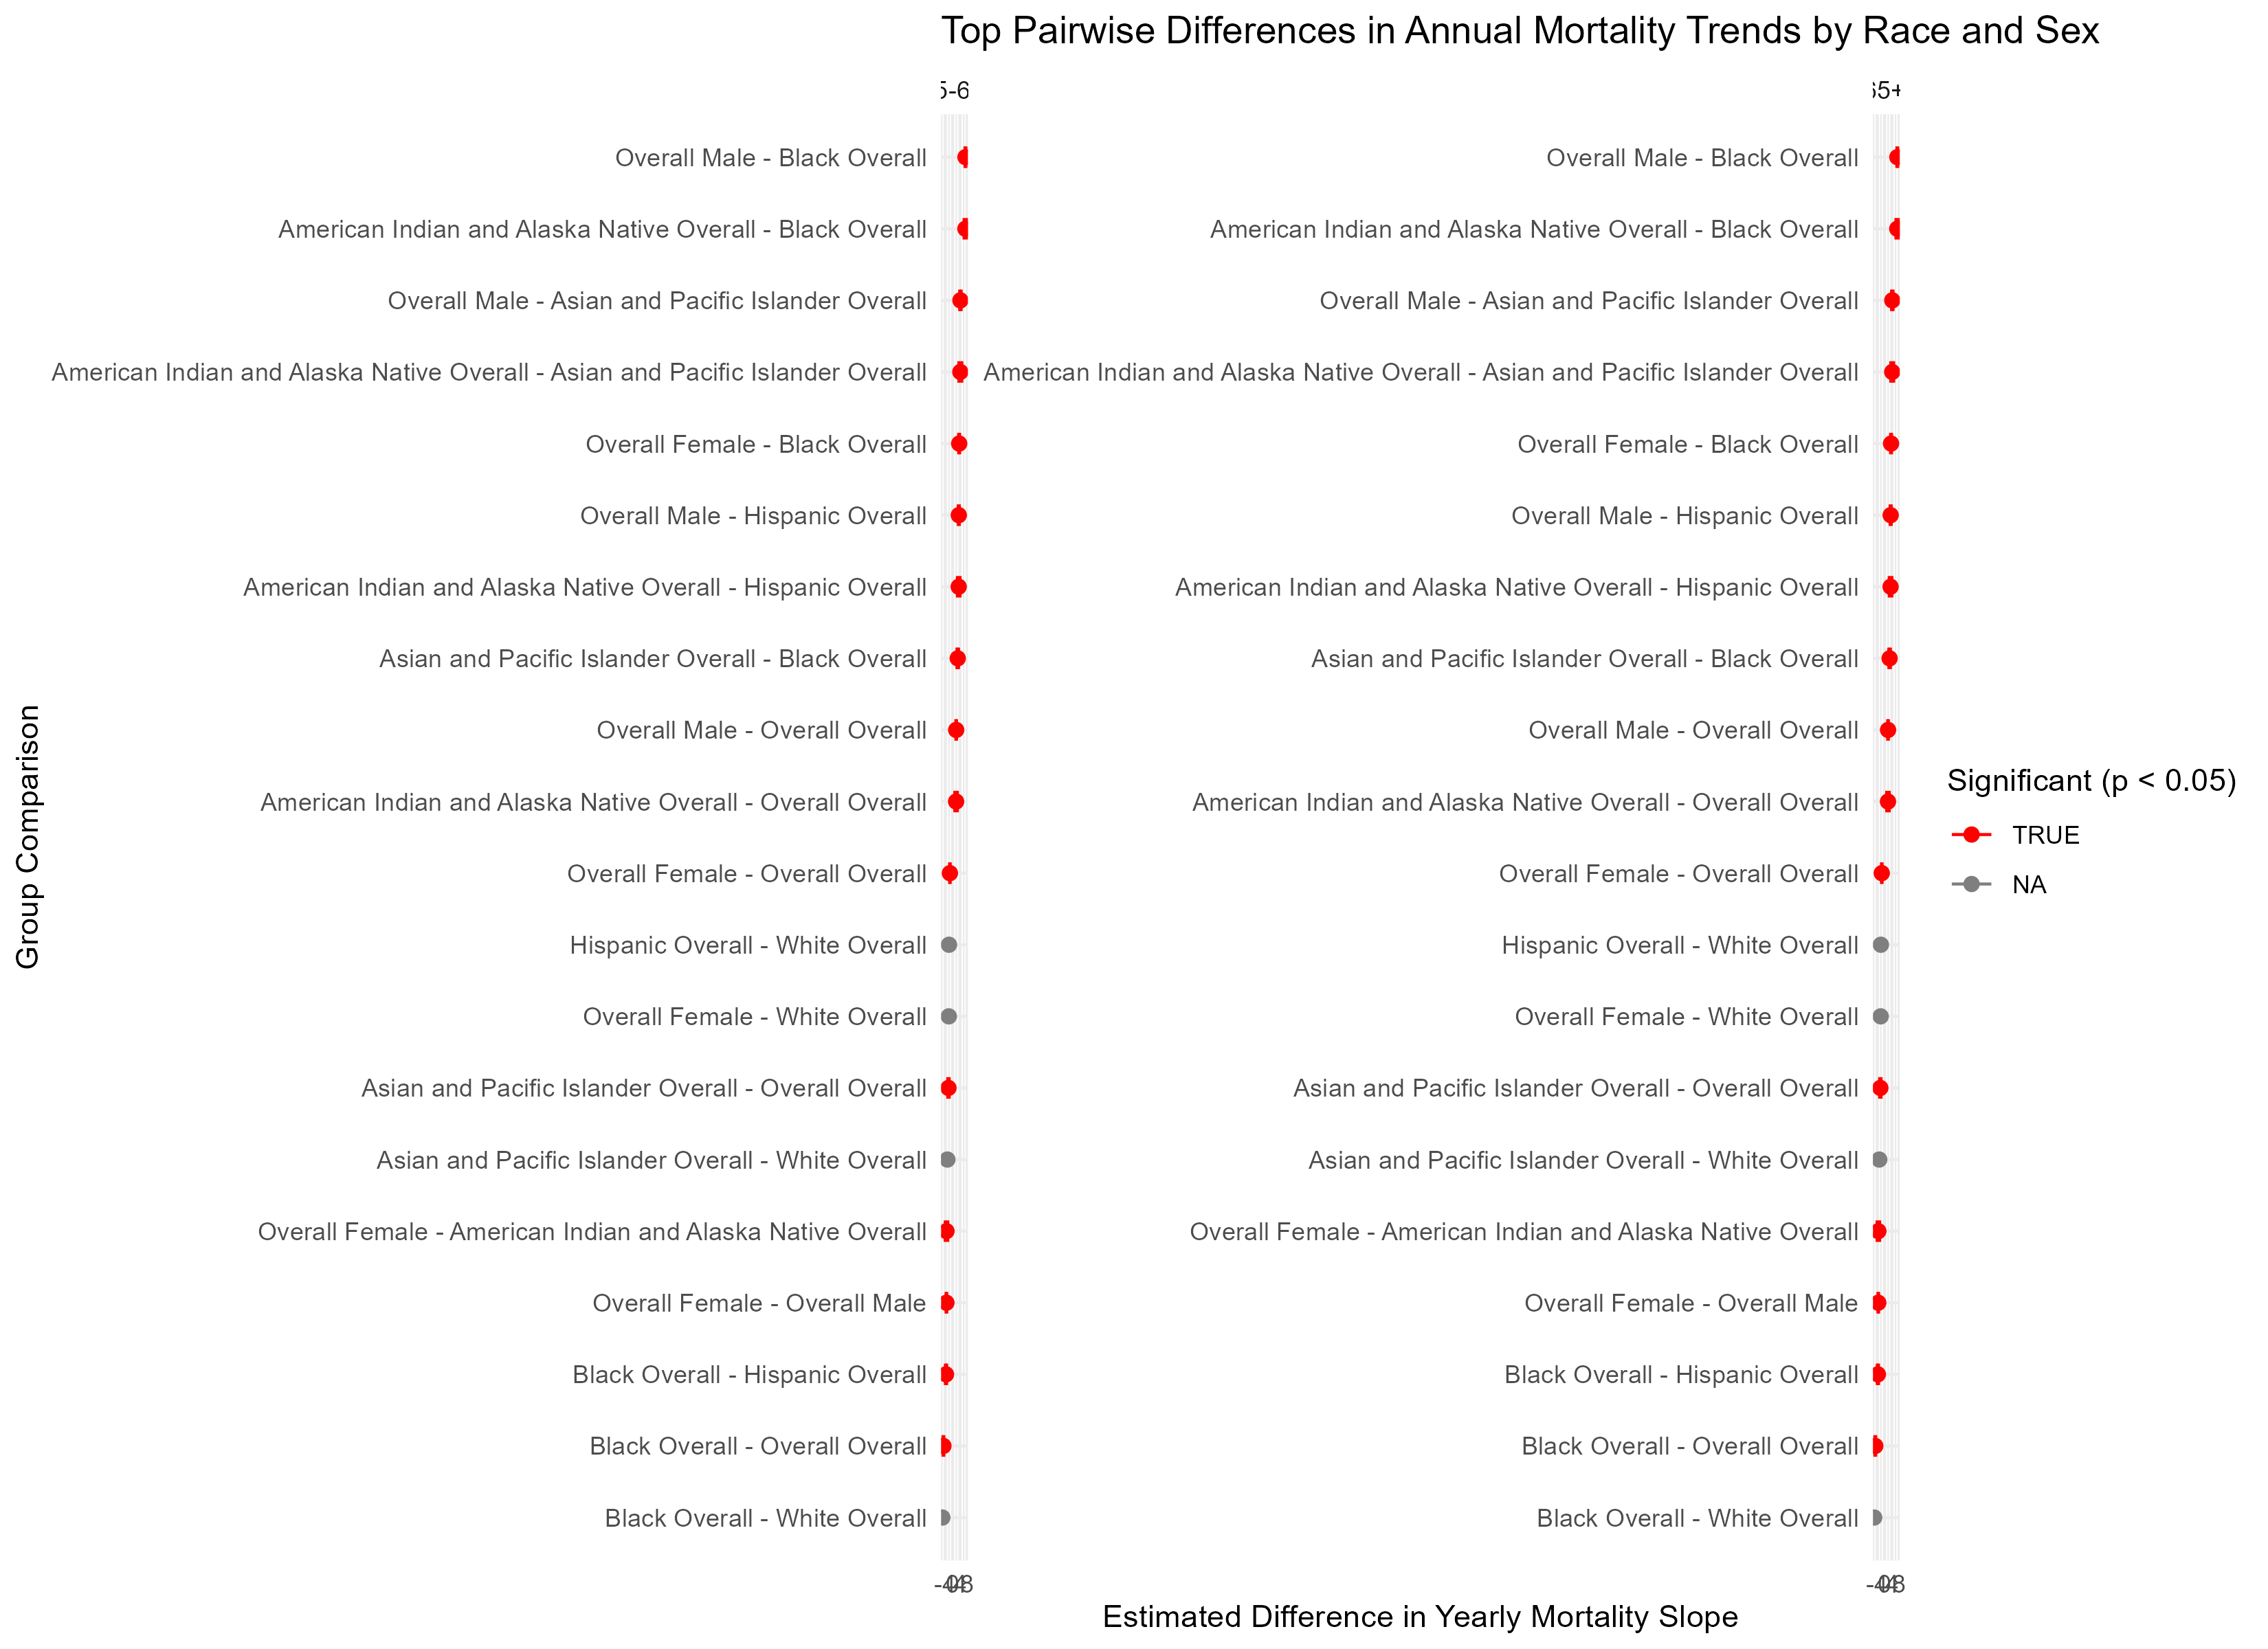 Top Pairwise Differences in Annual Mortality Trends by Race and Sex
5-6
Overall Male - Black Overall
American Indian and Alaska Native Overall - Black Overall
Overall Male - Asian and Pacific Islander Overall
American Indian and Alaska Native Overall - Asian and Pacific Islander Overall
Overall Female - Black Overall
Overall Male - Hispanic Overall
American Indian and Alaska Native Overall - Hispanic Overall
Asian and Pacific Islander Overall - Black Overall
Overall Male - Overall Overall
American Indian and Alaska Native Overall - Overall Overall
Overall Female - Overall Overall
Hispanic Overall - White Overall
Overall Female - White Overall
Asian and Pacific Islander Overall - Overall Overall
Asian and Pacific Islander Overall - White Overall
Overall Female - American Indian and Alaska Native Overall
Overall Female - Overall Male
Black Overall - Hispanic Overall
Black Overall - Overall Overall
Black Overall - White Overall
65+
Overall Male - Black Overall
American Indian and Alaska Native Overall - Black Overall
Overall Male - Asian and Pacific Islander Overall
American Indian and Alaska Native Overall - Asian and Pacific Islander Overall
Overall Female - Black Overall
Overall Male - Hispanic Overall
American Indian and Alaska Native Overall - Hispanic Overall
Asian and Pacific Islander Overall - Black Overall
Overall Male - Overall Overall
American Indian and Alaska Native Overall - Overall Overall
Overall Female - Overall Overall
Hispanic Overall - White Overall
Overall Female - White Overall
Asian and Pacific Islander Overall - Overall Overall
Asian and Pacific Islander Overall - White Overall
Overall Female - American Indian and Alaska Native Overall
Overall Female - Overall Male
Black Overall - Hispanic Overall
Black Overall - Overall Overall
Black Overall - White Overall
Group Comparison
Estimated Difference in Yearly Mortality Slope
Significant (p < 0.05)
TRUE
NA